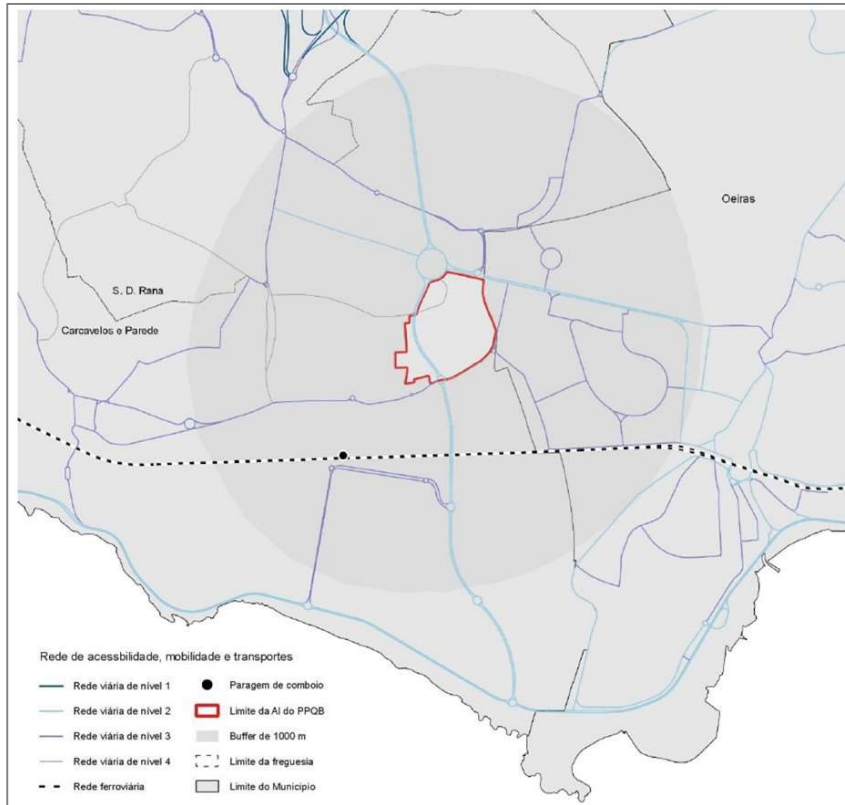 Oeiras
S. D. Rana
Carcavelos e Parede
Rede de acessbilidade, mobilidade e transportes
Rede viária de nível 1
Rede viária de nível 2
Rede viária de nível 3
Rede viária de nível 4
Rede ferroviária
Paragem de comboio
Limite da AI do PPQB
Buffer de 1000 m
Limite da freguesia
Limite do Município